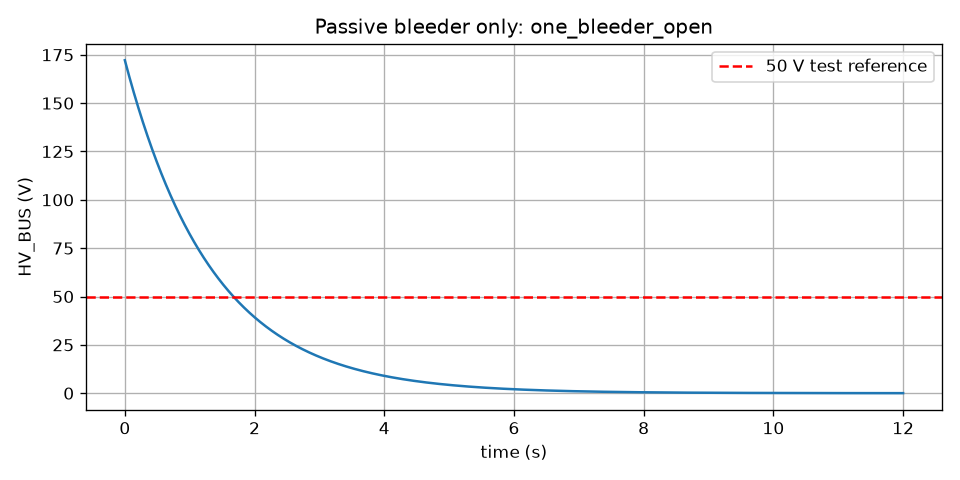 Passive bleeder only: one_bleeder_open
50 V test reference
175
150
125
100
75
50
25
0
HV_BUS (V)
0 2 4 6 8 10 12
time (s)